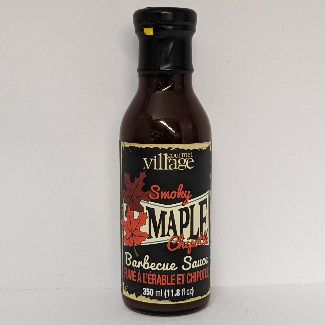 gourmet
village
Smoky
MAPLE
Chipotle
Barbecue Sauce
FUMÉ À L'ÉRABLE ET CHIPOTLE
350 ml (11.8 fl oz)